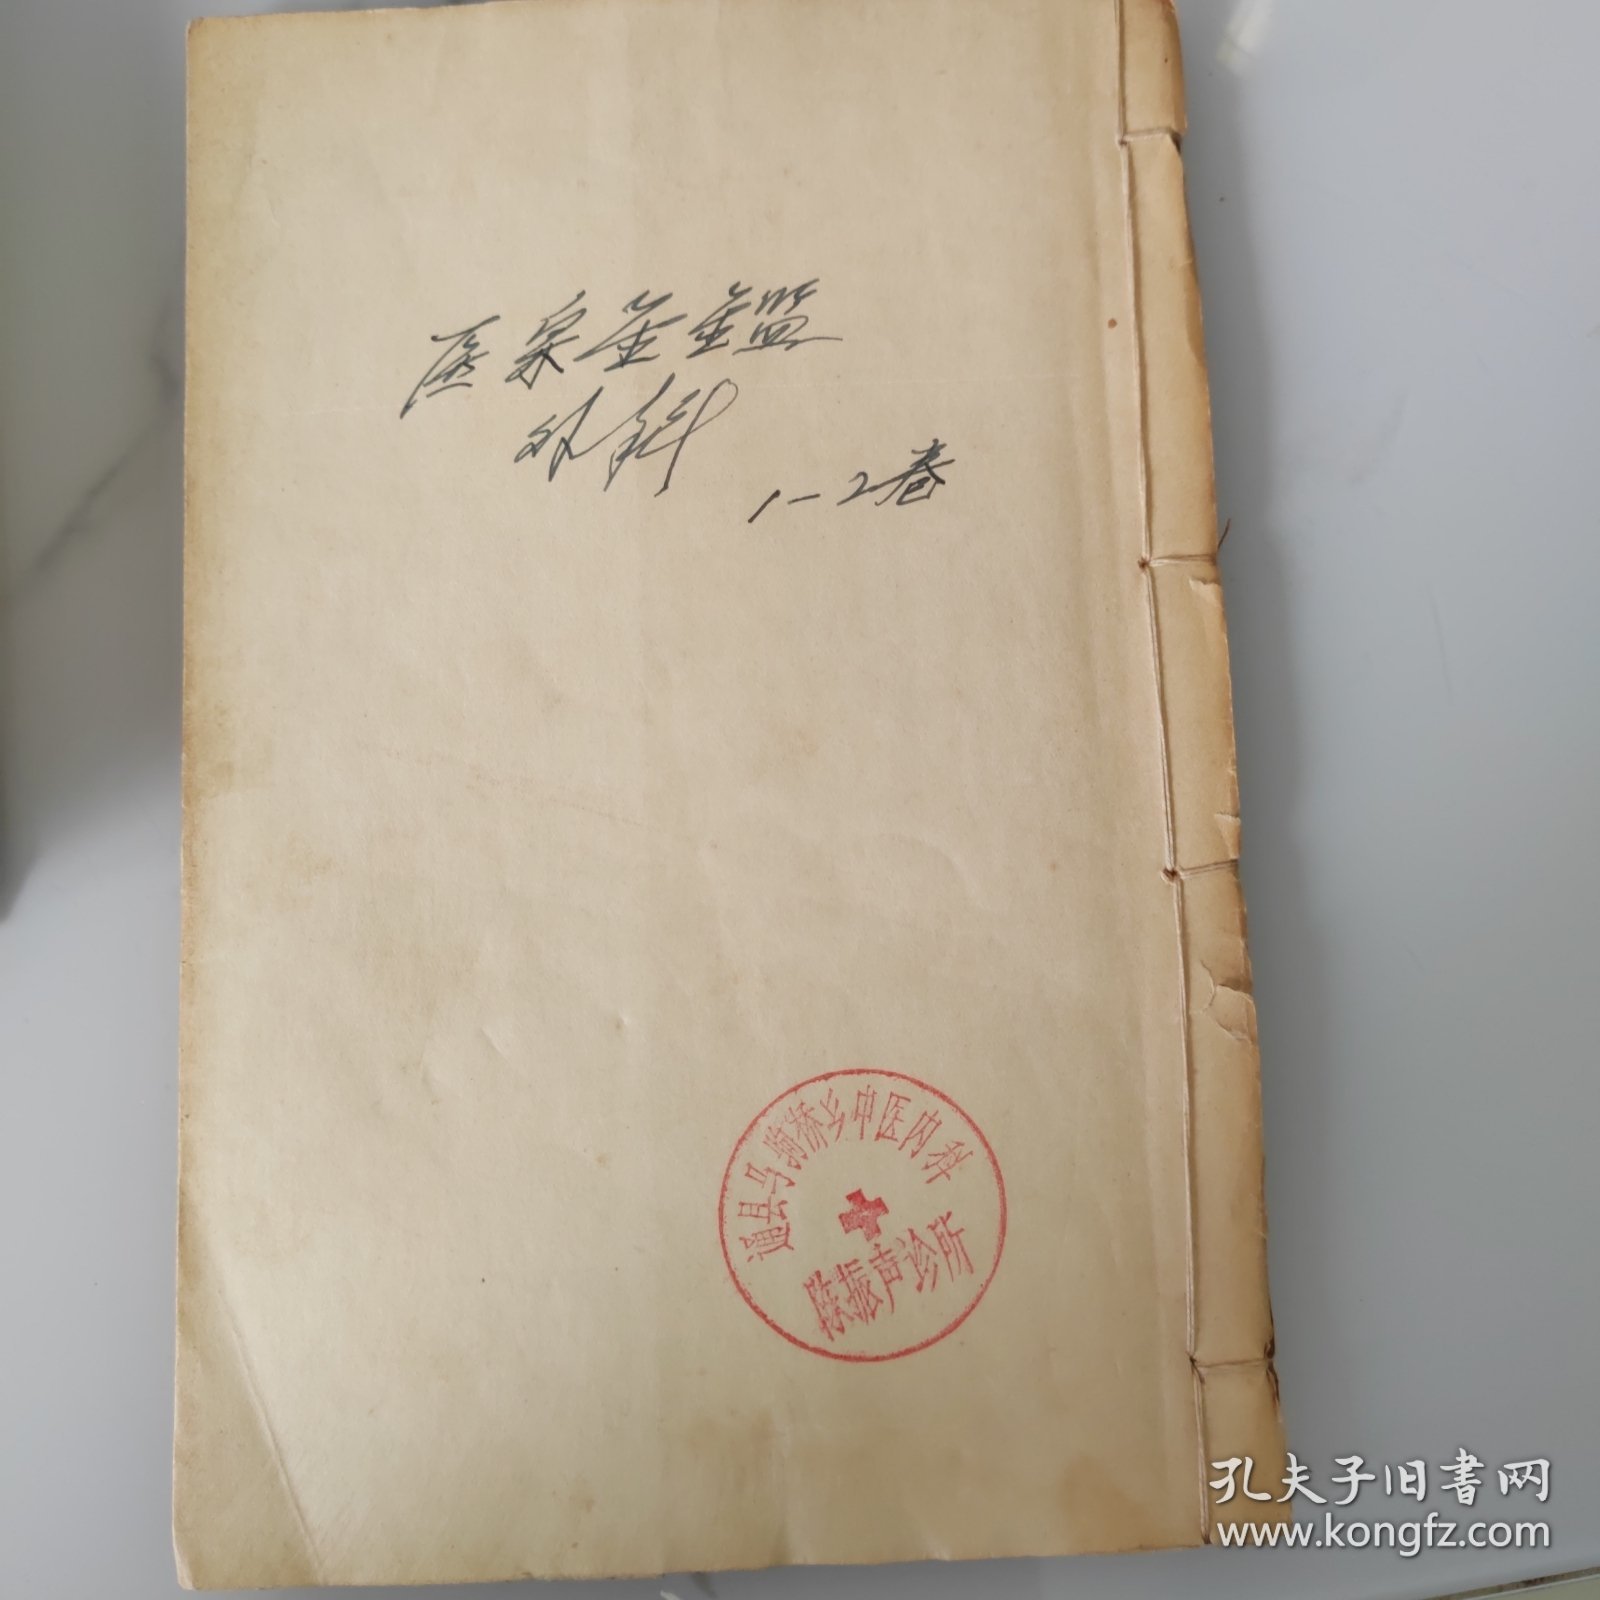 医宗金鑑
外科
1-2卷
通县马驹桥乡中医内科
陈振声诊所
孔夫子旧书网
www.kongfz.com